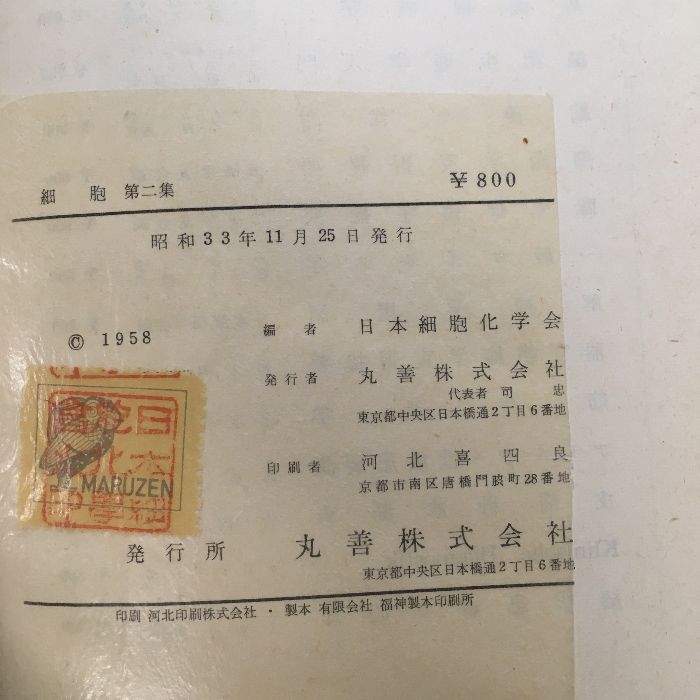 細胞 第二集
¥800
昭和33年11月25日発行
© 1958
編者 日本細胞化学会
発行者 丸善株式会社
代表者 司 忠
東京都中央区日本橋通2丁目6番地
印刷者 河北喜四良
京都市南区唐橋門脇町28番地
MARUZEN
発行所 丸善株式会社
東京都中央区日本橋通2丁目6番地
印刷 河北印刷株式会社・製本 有限会社 福神製本印刷所